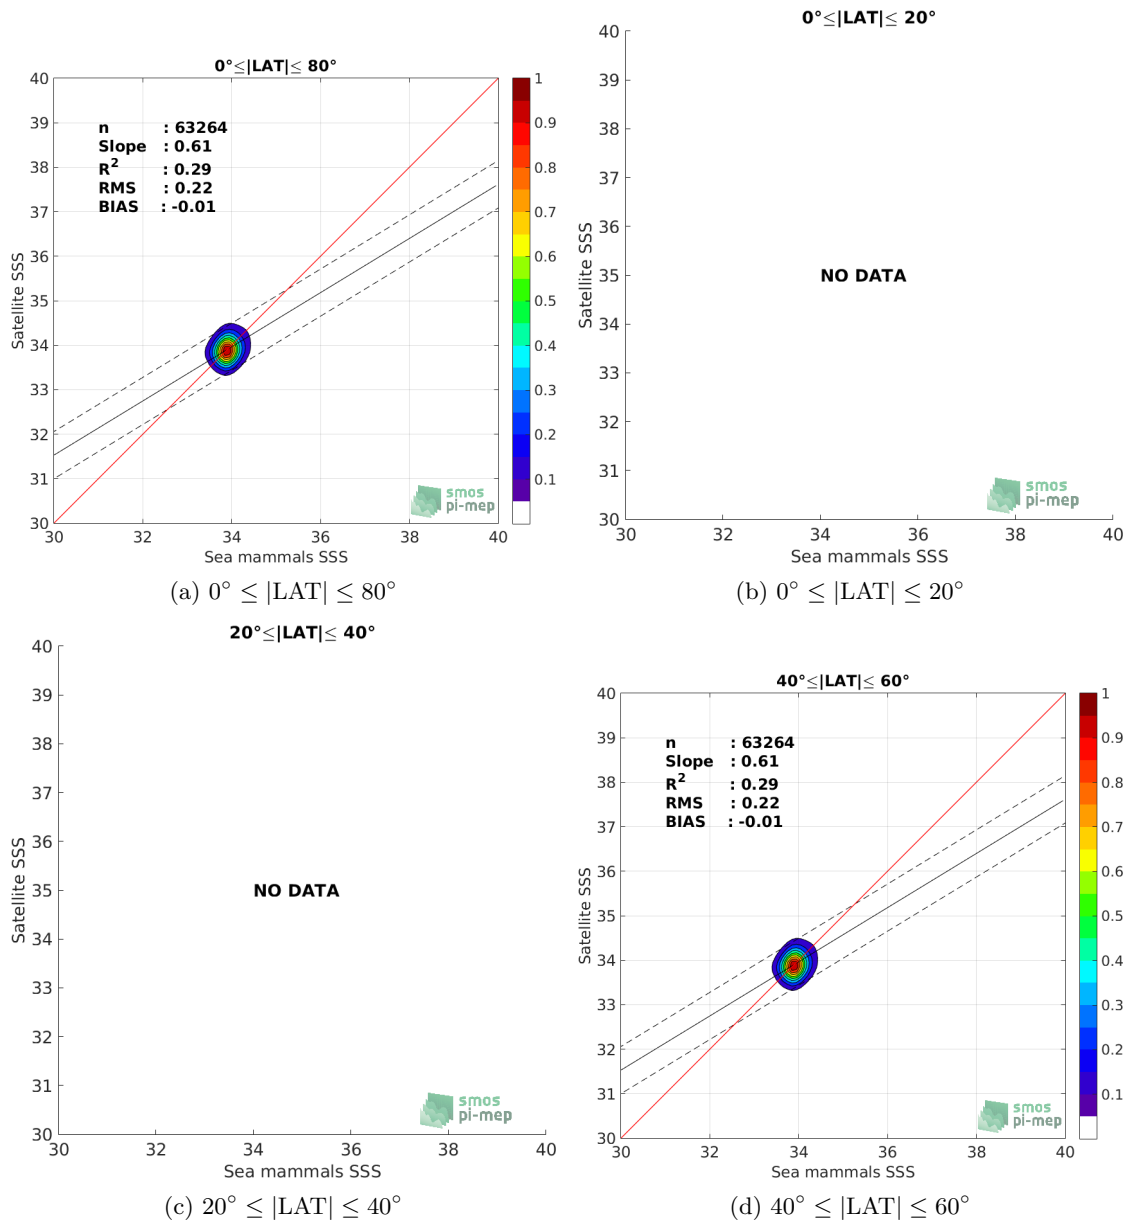 0°≤|LAT|≤ 80°
n : 63264
Slope : 0.61
R2 : 0.29
RMS : 0.22
BIAS : -0.01
40
39
38
37
36
35
34
33
32
31
30
30 32 34 36 38 40
Satellite SSS
Sea mammals SSS
smos
pi-mep
1
0.9
0.8
0.7
0.6
0.5
0.4
0.3
0.2
0.1
(a) 0° ≤ |LAT| ≤ 80°
0°≤|LAT|≤ 20°
40
39
38
37
36
35
34
33
32
31
30
30 32 34 36 38 40
Satellite SSS
NO DATA
Sea mammals SSS
smos
pi-mep
(b) 0° ≤ |LAT| ≤ 20°
20°≤|LAT|≤ 40°
40
39
38
37
36
35
34
33
32
31
30
30 32 34 36 38 40
Satellite SSS
NO DATA
Sea mammals SSS
smos
pi-mep
(c) 20° ≤ |LAT| ≤ 40°
40°≤|LAT|≤ 60°
n : 63264
Slope : 0.61
R2 : 0.29
RMS : 0.22
BIAS : -0.01
40
39
38
37
36
35
34
33
32
31
30
30 32 34 36 38 40
Satellite SSS
Sea mammals SSS
smos
pi-mep
1
0.9
0.8
0.7
0.6
0.5
0.4
0.3
0.2
0.1
(d) 40° ≤ |LAT| ≤ 60°